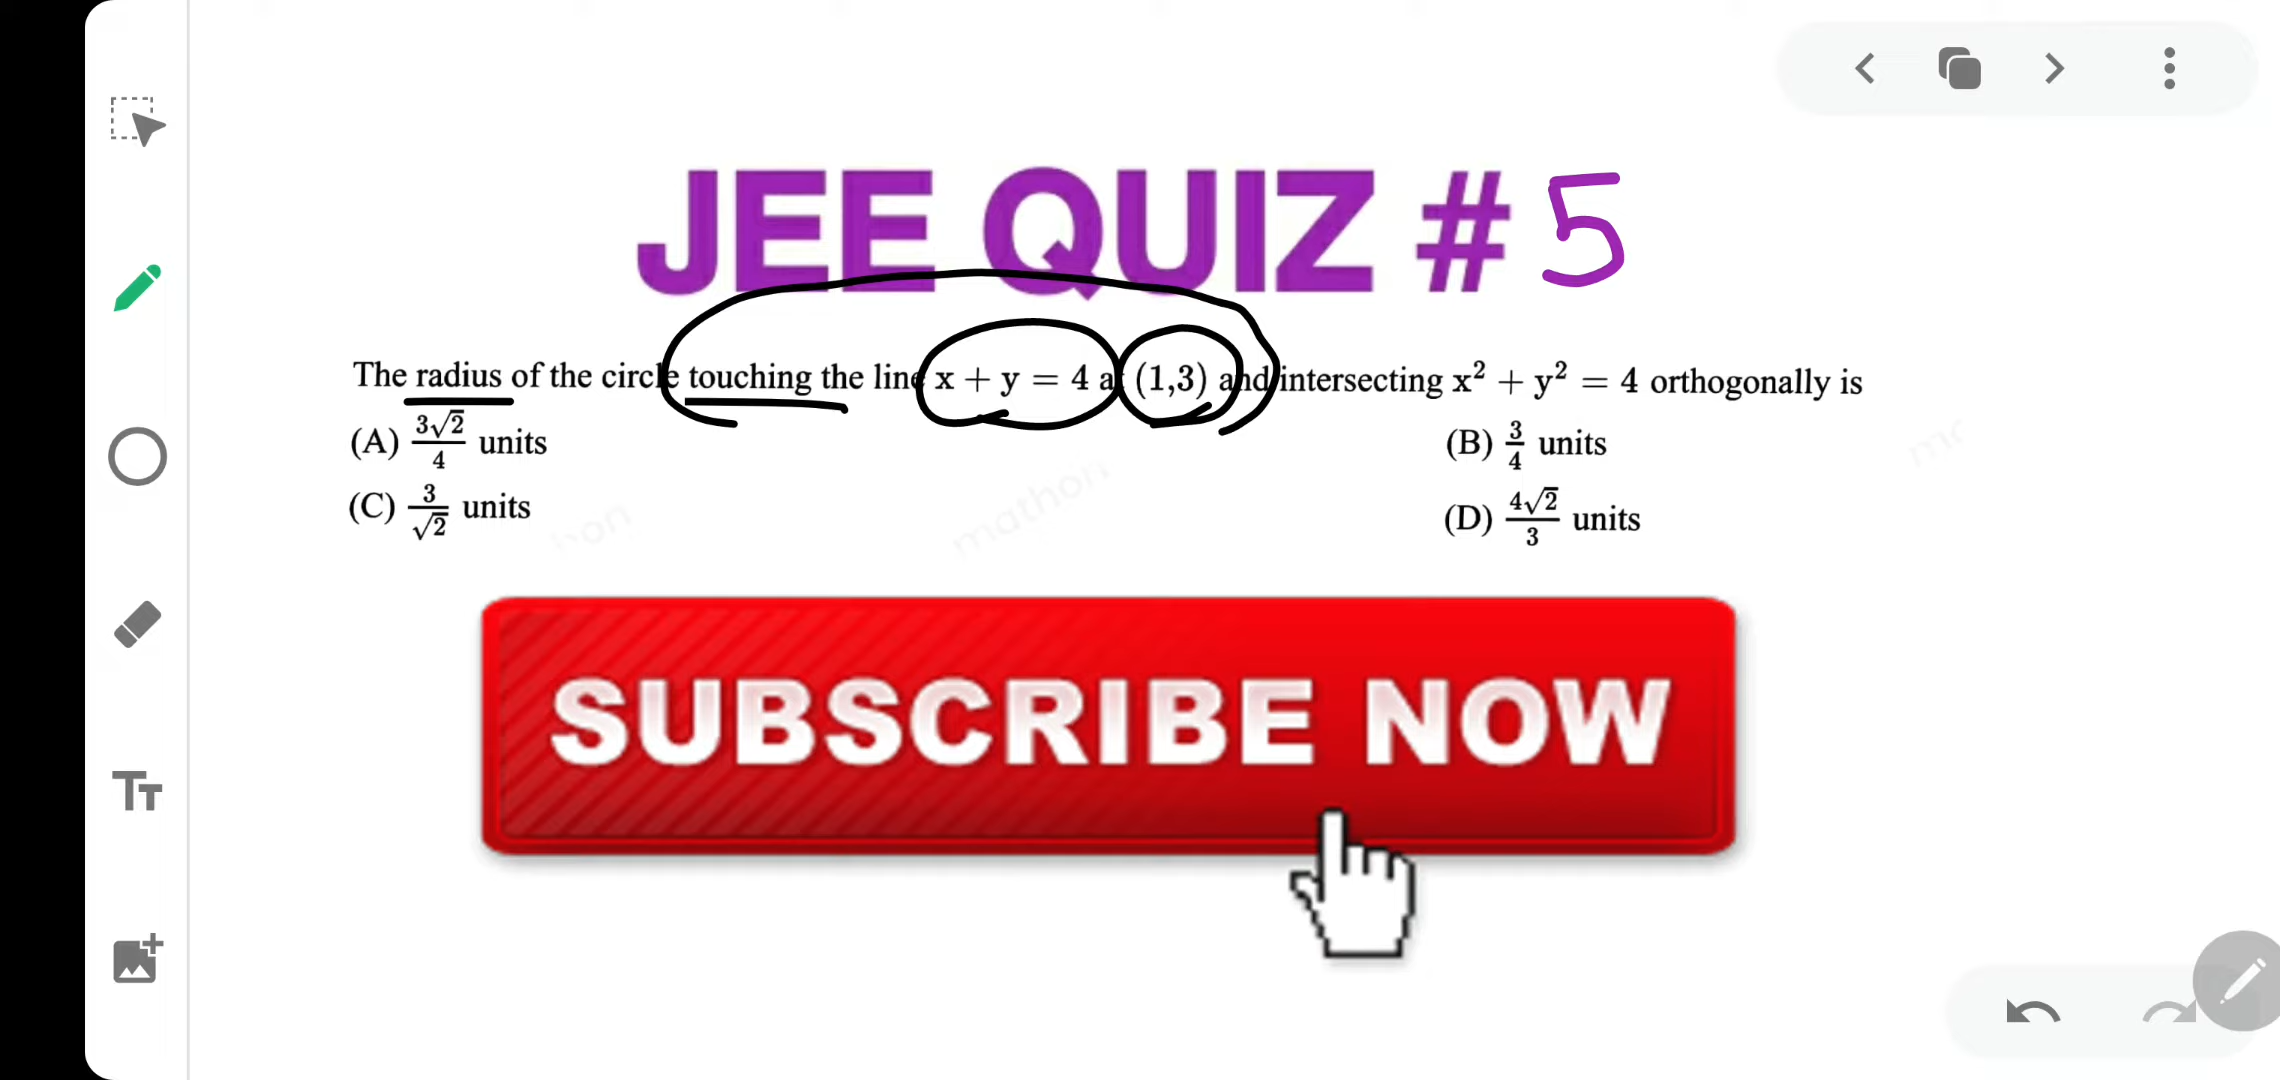 JEE QUIZ # 5
The radius of the circle touching the line x + y = 4 at (1,3) and intersecting x² + y² = 4 orthogonally is
(A) 3√2/4 units (B) 3/4 units
(C) 3/√2 units (D) 4√2/3 units
mathon
SUBSCRIBE NOW
TT